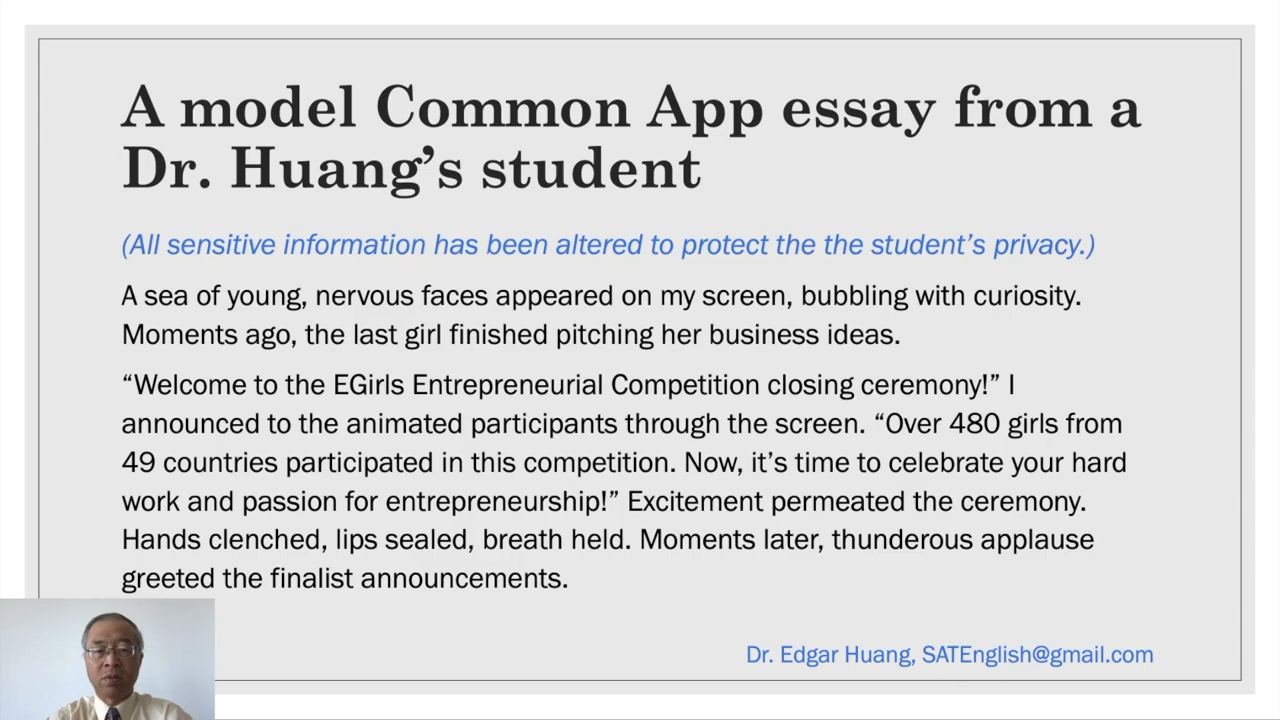 A model Common App essay from a
Dr. Huang’s student
(All sensitive information has been altered to protect the the student’s privacy.)
A sea of young, nervous faces appeared on my screen, bubbling with curiosity.
Moments ago, the last girl finished pitching her business ideas.
“Welcome to the EGirls Entrepreneurial Competition closing ceremony!” I
announced to the animated participants through the screen. “Over 480 girls from
49 countries participated in this competition. Now, it’s time to celebrate your hard
work and passion for entrepreneurship!” Excitement permeated the ceremony.
Hands clenched, lips sealed, breath held. Moments later, thunderous applause
greeted the finalist announcements.
Dr. Edgar Huang, SATEnglish@gmail.com